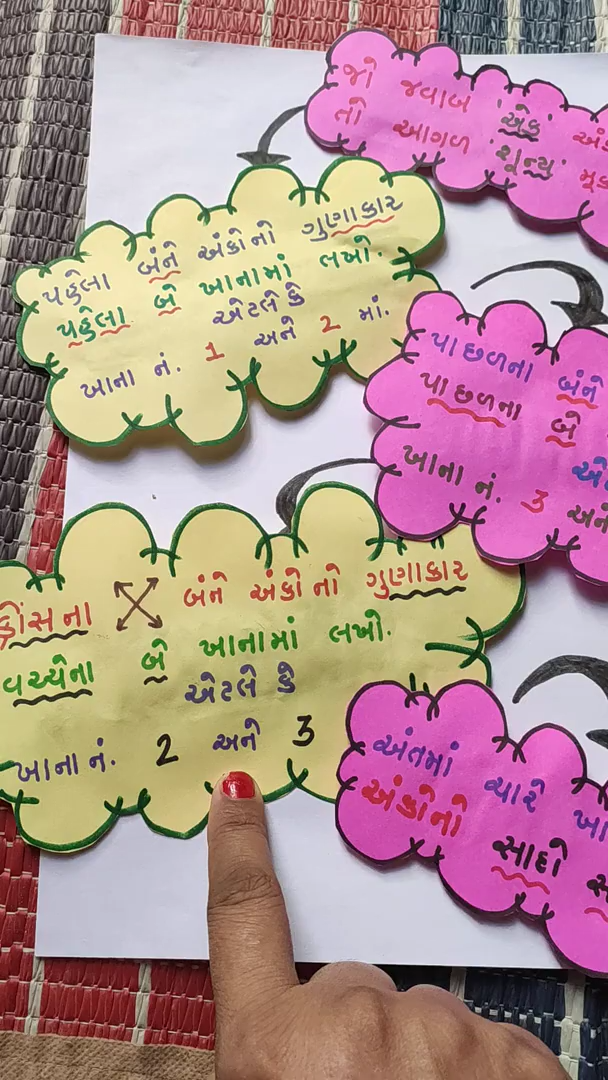 જો જવાબ 'એક'
તો આગળ 'શૂન્ય'
પહેલા બંને અંકોનો ગુણાકાર
પહેલા બે ખાનામાં લખો.
એટલે કે
ખાના નં. 1 અને 2 માં.
પાછળના બંને
પાછળના બે
ખાના નં. 3 અને
ક્રોસના બંને અંકોનો ગુણાકાર
વચ્ચેના બે ખાનામાં લખો.
એટલે કે
ખાના નં. 2 અને 3
અંતમાં ચારે
અંકોનો સાદો